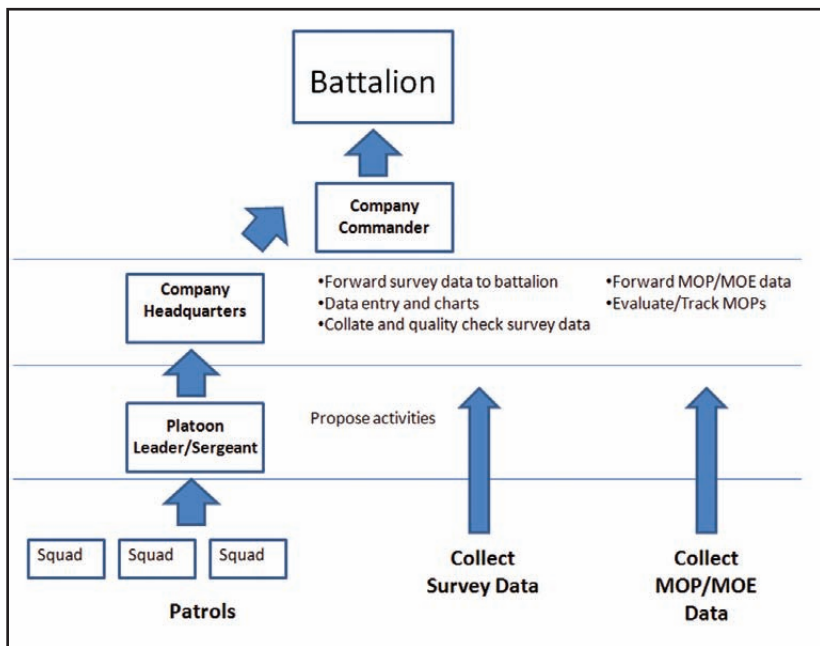 Battalion
Company
Commander
Company
Headquarters
•Forward survey data to battalion
•Data entry and charts
•Collate and quality check survey data
•Forward MOP/MOE data
•Evaluate/Track MOPs
Platoon
Leader/Sergeant
Propose activities
Squad
Squad
Squad
Patrols
Collect
Survey Data
Collect
MOP/MOE
Data